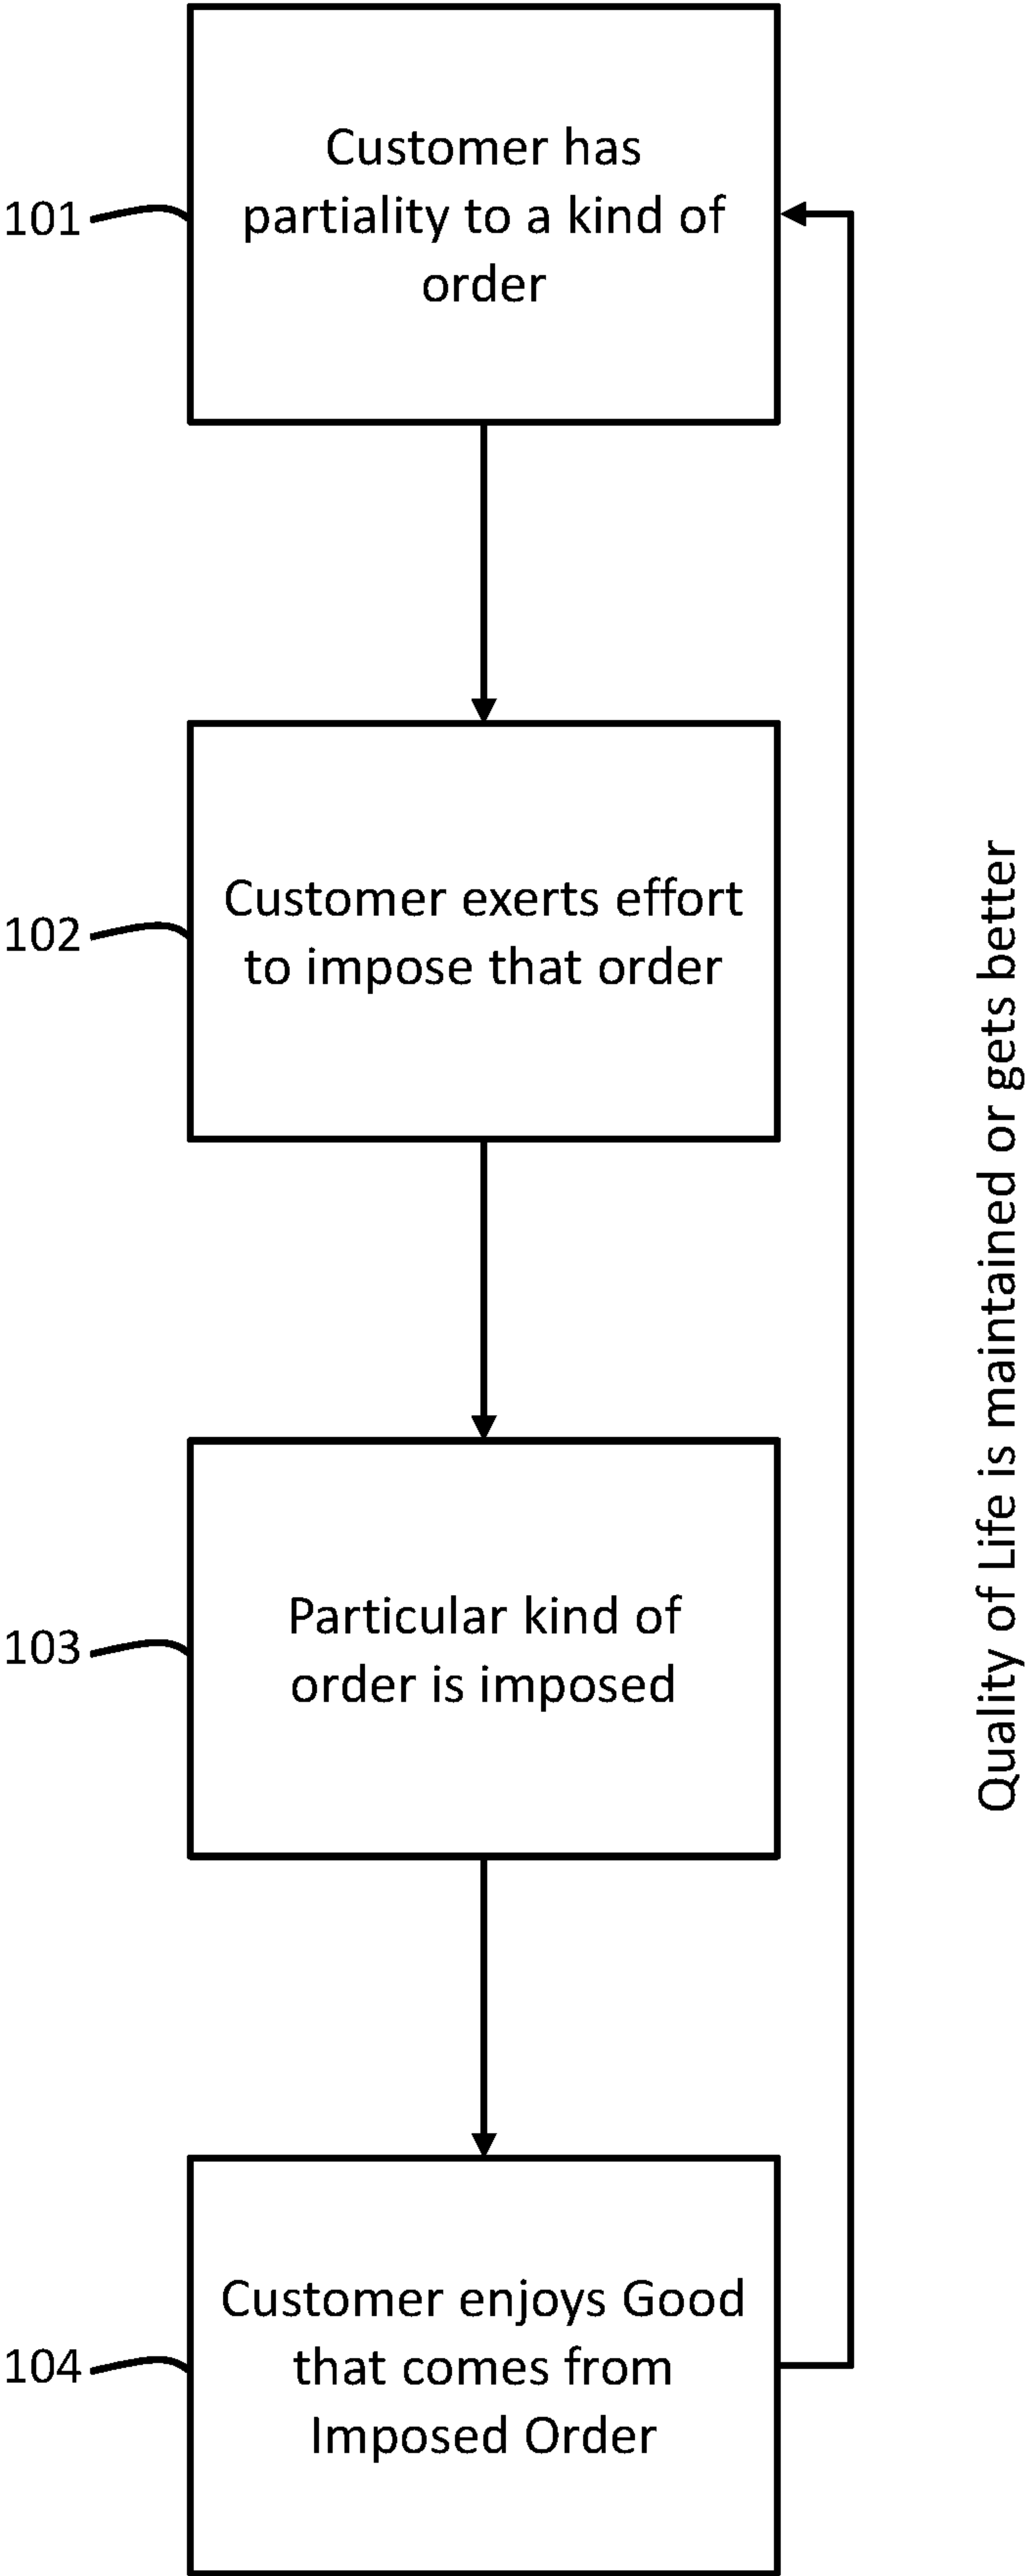 101
Customer has
partiality to a kind of
order
102
Customer exerts effort
to impose that order
103
Particular kind of
order is imposed
104
Customer enjoys Good
that comes from
Imposed Order
Quality of Life is maintained or gets better